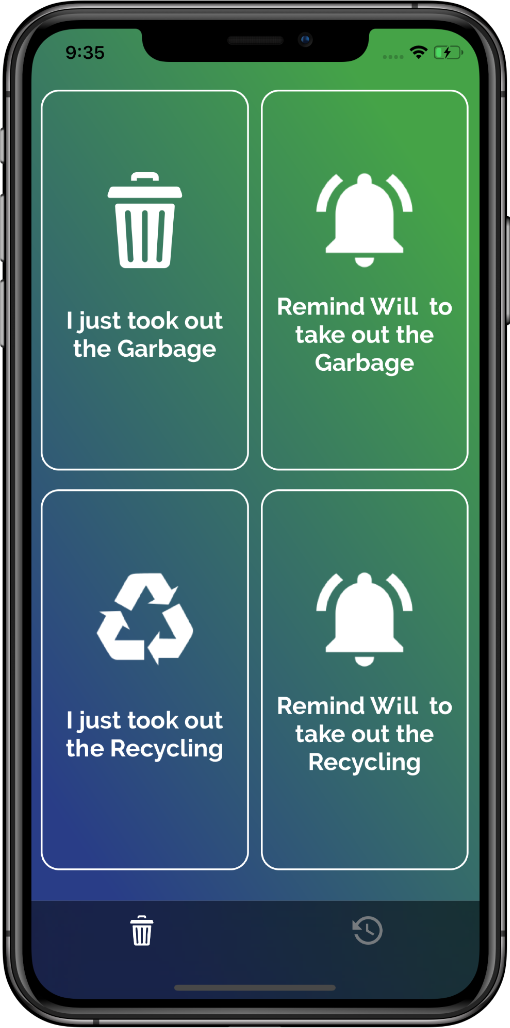 9:35
I just took out
the Garbage
Remind Will  to
take out the
Garbage
I just took out
the Recycling
Remind Will  to
take out the
Recycling